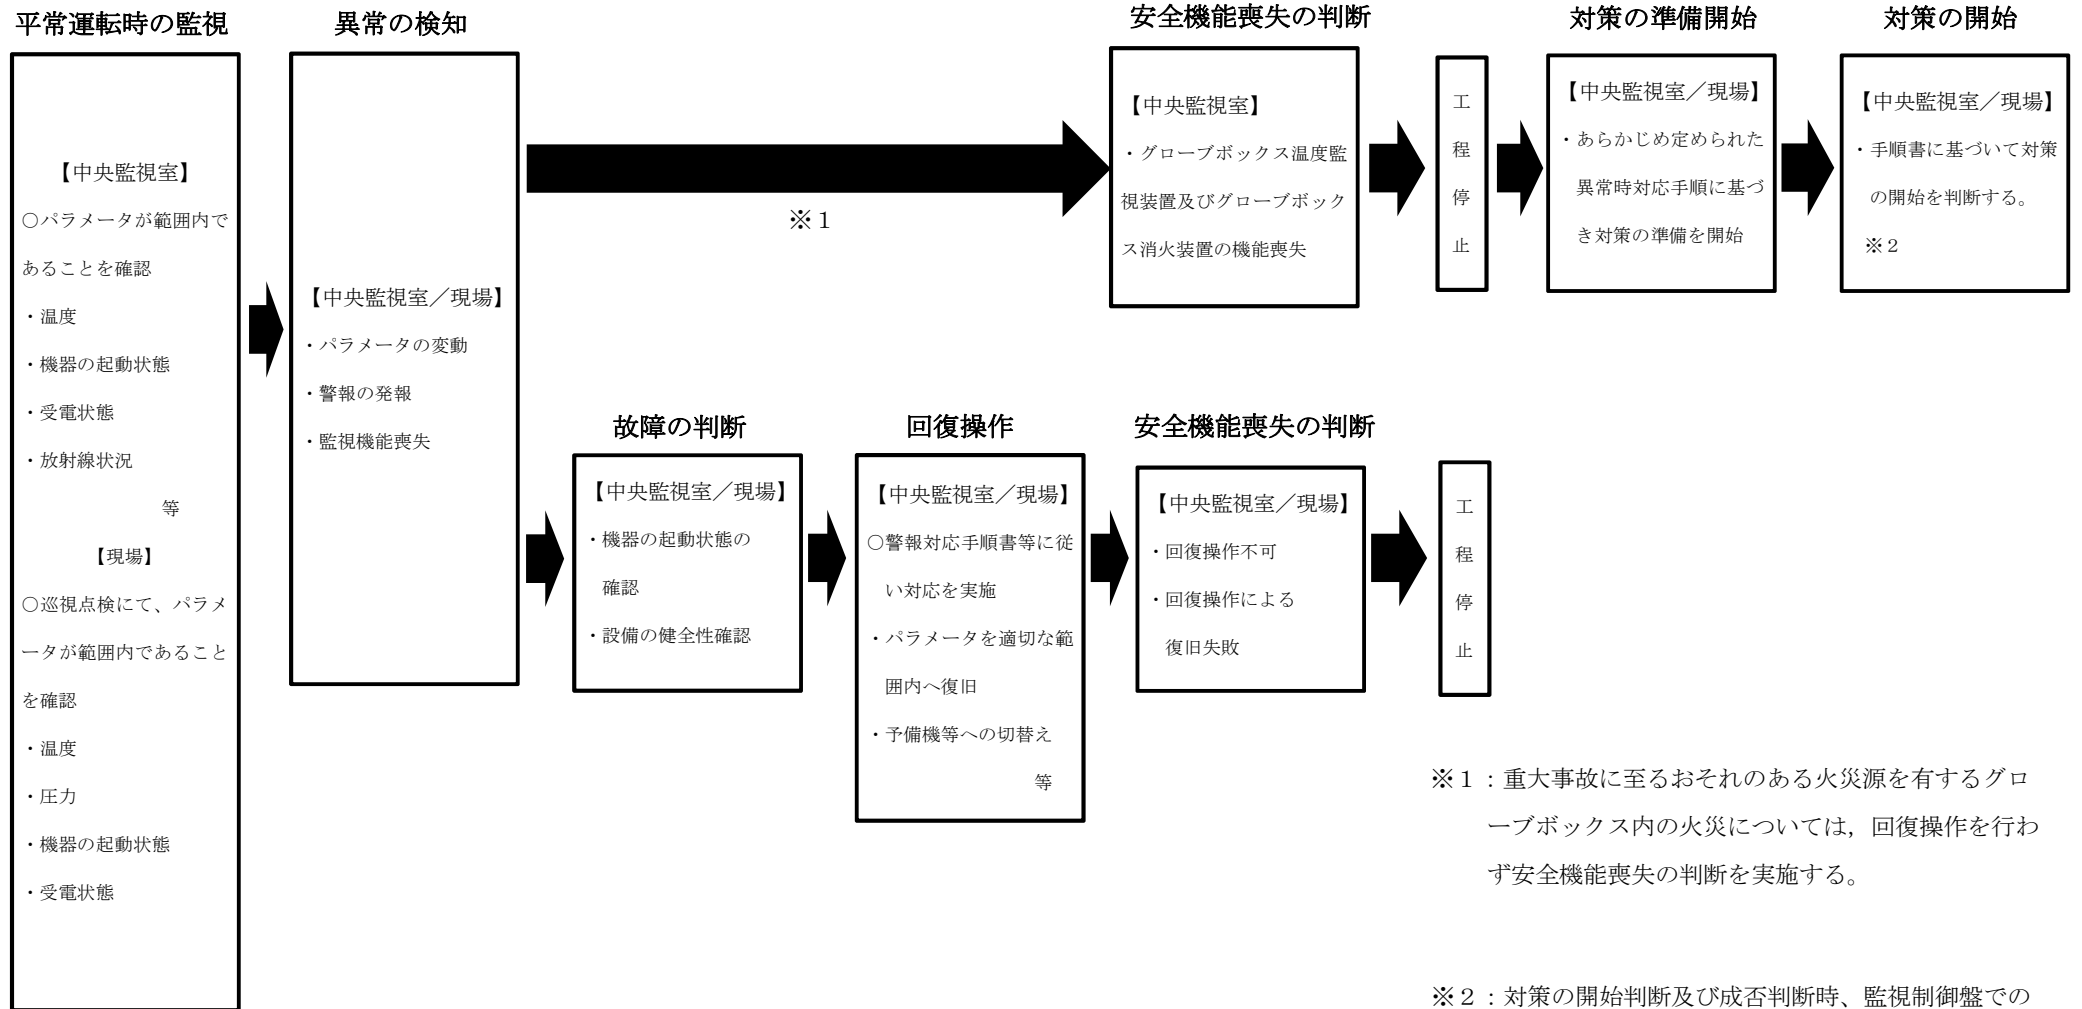 平常運転時の監視
【中央監視室】
○パラメータが範囲内で
あることを確認
・温度
・機器の起動状態
・受電状態
・放射線状況
等
【現場】
○巡視点検にて、パラメ
ータが範囲内であること
を確認
・温度
・圧力
・機器の起動状態
・受電状態
異常の検知
【中央監視室／現場】
・パラメータの変動
・警報の発報
・監視機能喪失
※１
安全機能喪失の判断
【中央監視室】
・グローブボックス温度監
視装置及びグローブボック
ス消火装置の機能喪失
工
程
停
止
対策の準備開始
【中央監視室／現場】
・あらかじめ定められた
異常時対応手順に基づ
き対策の準備を開始
対策の開始
【中央監視室／現場】
・手順書に基づいて対策
の開始を判断する。
※２
故障の判断
【中央監視室／現場】
・機器の起動状態の
確認
・設備の健全性確認
回復操作
【中央監視室／現場】
○警報対応手順書等に従
い対応を実施
・パラメータを適切な範
囲内へ復旧
・予備機等への切替え
等
安全機能喪失の判断
【中央監視室／現場】
・回復操作不可
・回復操作による
復旧失敗
工
程
停
止
※１：重大事故に至るおそれのある火災源を有するグロ
ーブボックス内の火災については，回復操作を行わ
ず安全機能喪失の判断を実施する。
※２：対策の開始判断及び成否判断時、監視制御盤での